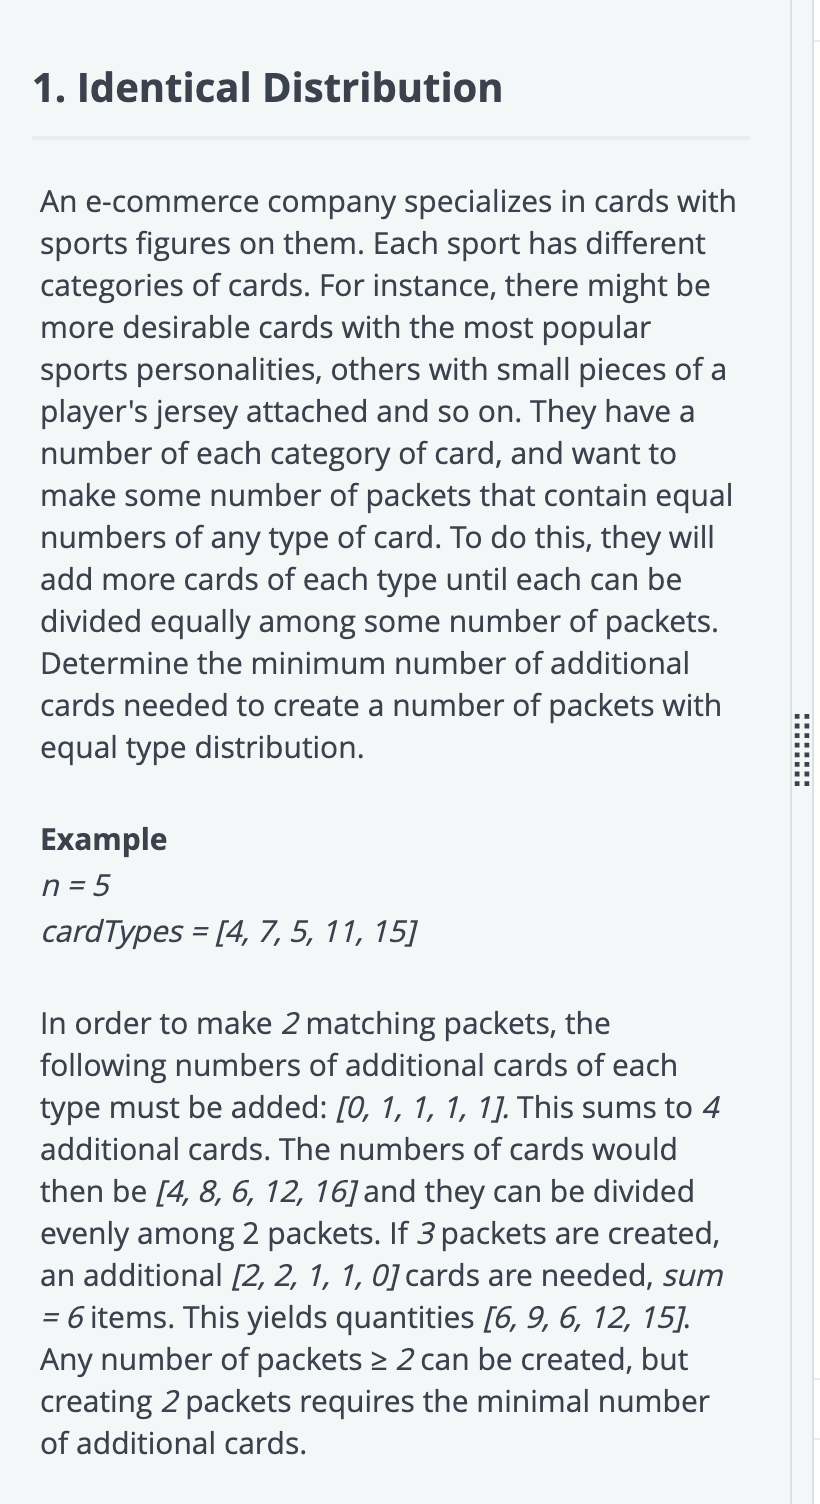 1. Identical Distribution
An e-commerce company specializes in cards with
sports figures on them. Each sport has different
categories of cards. For instance, there might be
more desirable cards with the most popular
sports personalities, others with small pieces of a
player's jersey attached and so on. They have a
number of each category of card, and want to
make some number of packets that contain equal
numbers of any type of card. To do this, they will
add more cards of each type until each can be
divided equally among some number of packets.
Determine the minimum number of additional
cards needed to create a number of packets with
equal type distribution.
Example
n = 5
cardTypes = [4, 7, 5, 11, 15]
In order to make 2 matching packets, the
following numbers of additional cards of each
type must be added: [0, 1, 1, 1, 1]. This sums to 4
additional cards. The numbers of cards would
then be [4, 8, 6, 12, 16] and they can be divided
evenly among 2 packets. If 3 packets are created,
an additional [2, 2, 1, 1, 0] cards are needed, sum
= 6 items. This yields quantities [6, 9, 6, 12, 15].
Any number of packets ≥ 2 can be created, but
creating 2 packets requires the minimal number
of additional cards.